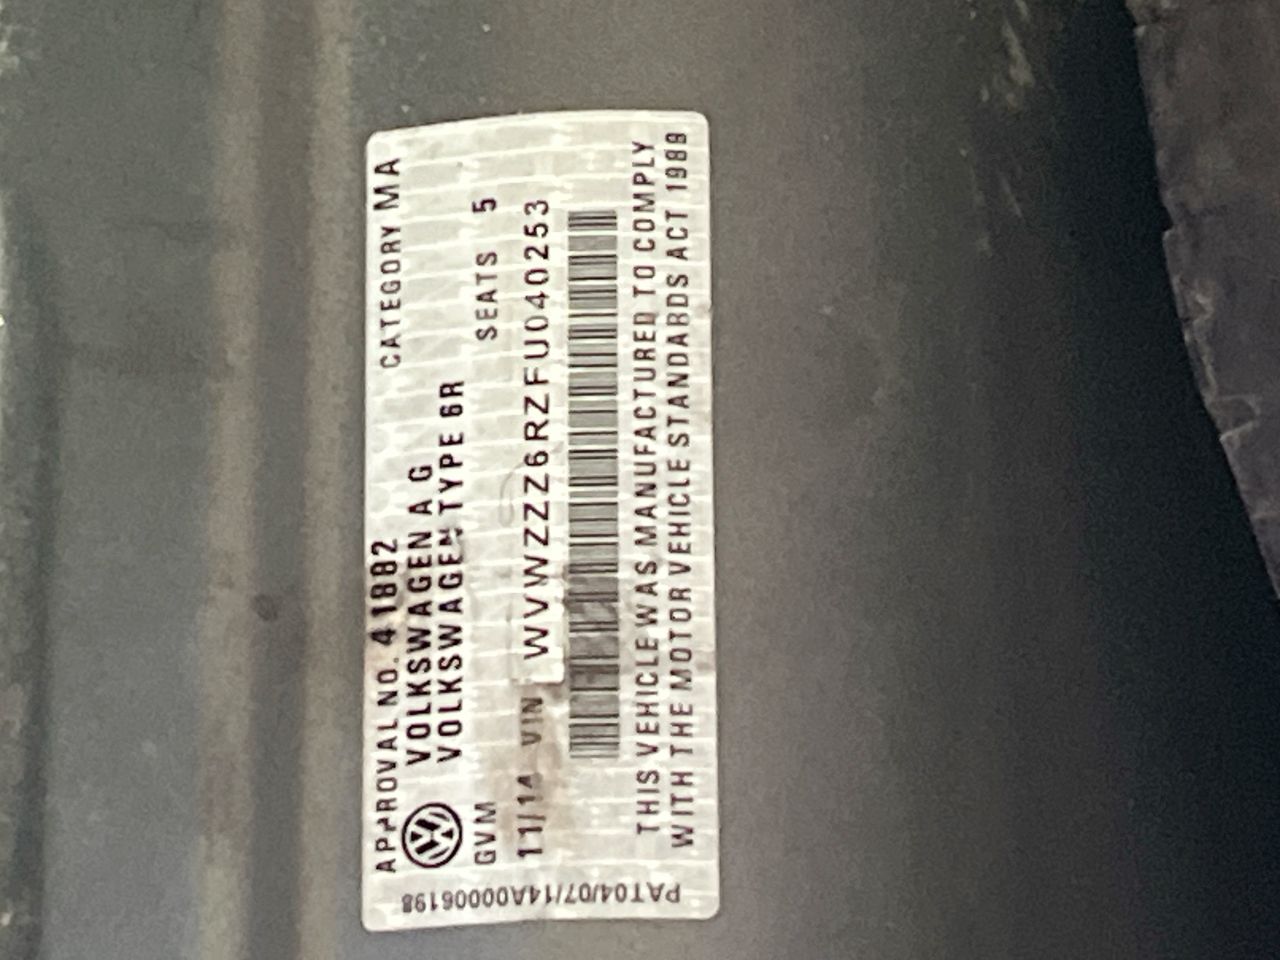 APPROVAL NO. 41882 CATEGORY MA
VOLKSWAGEN A G
VOLKSWAGEN TYPE 6R
GVM SEATS 5
11/14 VIN WVWZZZ6RZFU040253
THIS VEHICLE WAS MANUFACTURED TO COMPLY
WITH THE MOTOR VEHICLE STANDARDS ACT 1989
PAT04/07/14A00006198